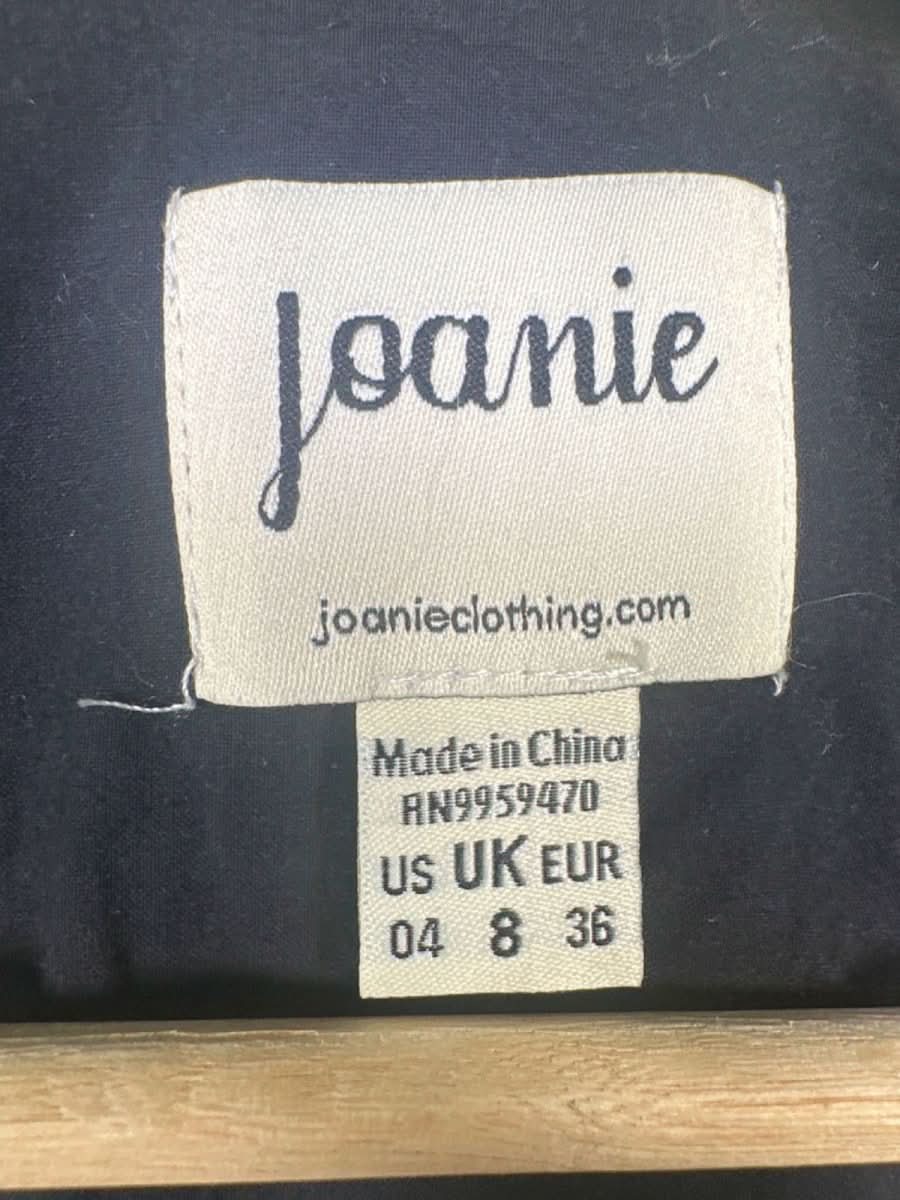 joanie
joanieclothing.com
Made in China
RN9959470
US UK EUR
04 8 36